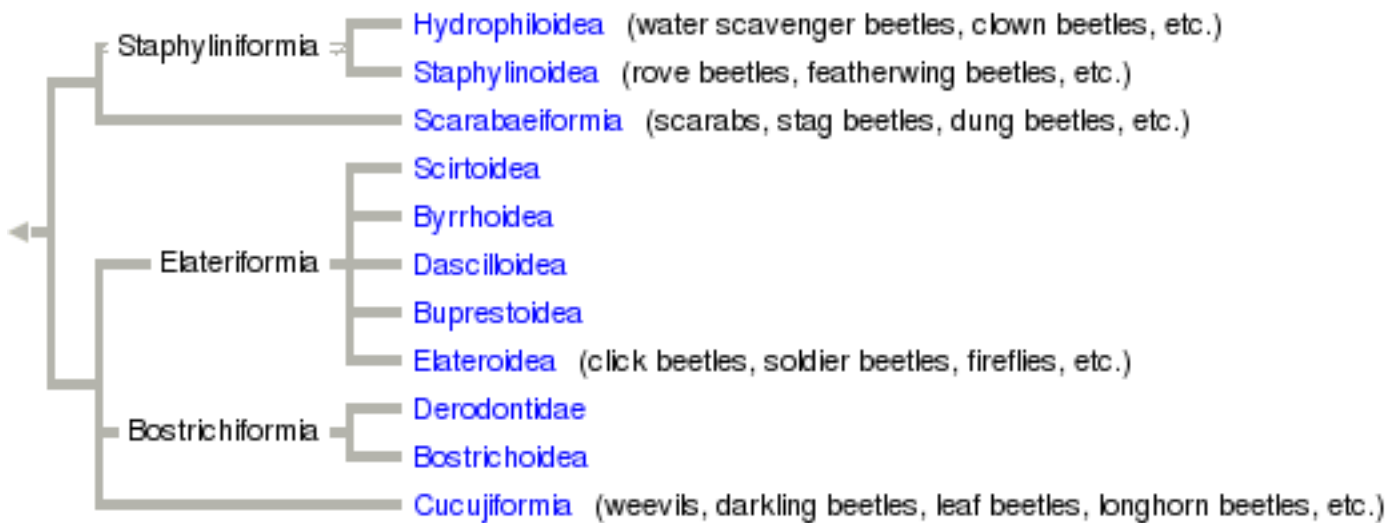 Hydrophiloidea (water scavenger beetles, clown beetles, etc.)
Staphyliniformia
Staphylinoidea (rove beetles, featherwing beetles, etc.)
Scarabaeiformia (scarabs, stag beetles, dung beetles, etc.)
Scirtoidea
Byrrhoidea
Elateriformia Dascilloidea
Buprestoidea
Elateroidea (click beetles, soldier beetles, fireflies, etc.)
Derodontidae
Bostrichiformia
Bostrichoidea
Cucujiformia (weevils, darkling beetles, leaf beetles, longhorn beetles, etc.)